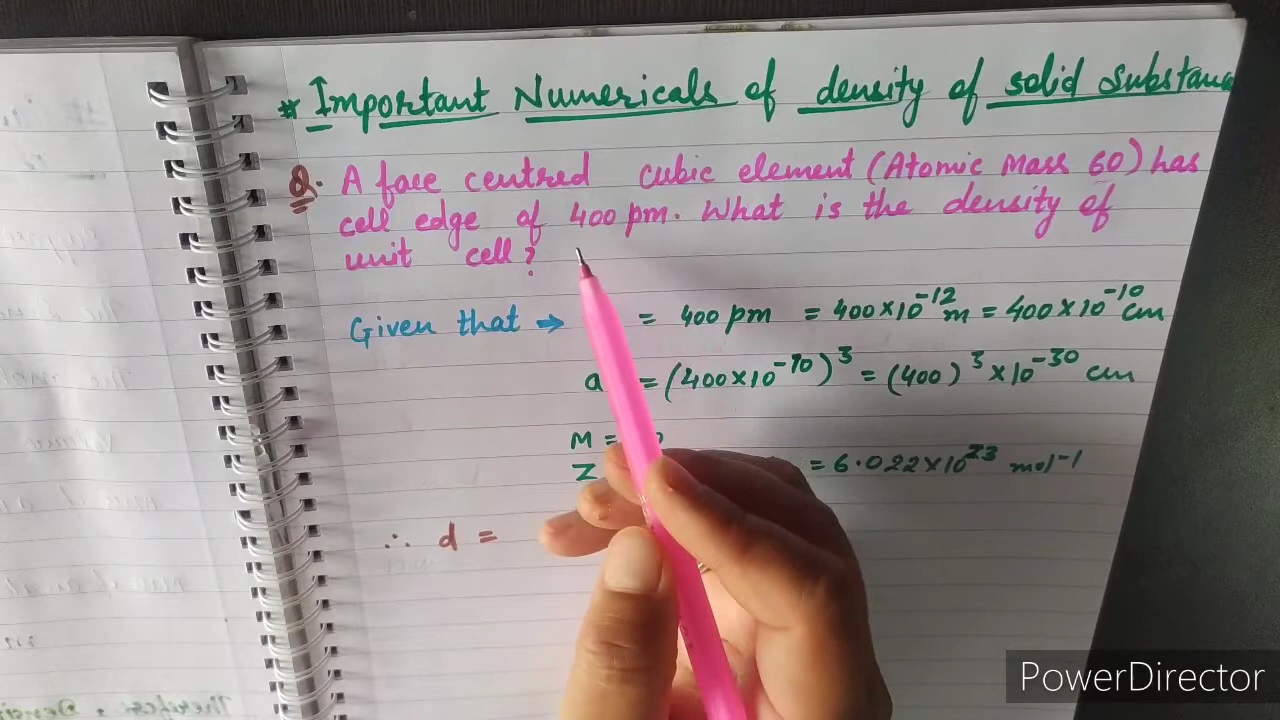 * Important Numericals of density of solid substance
Q. A face centred cubic element (Atomic Mass 60) has
cell edge of 400 pm. What is the density of
unit cell?
Given that → = 400 pm = 400×10⁻¹² m = 400×10⁻¹⁰ cm
a = (400×10⁻¹⁰)³ = (400)³ ×10⁻³⁰ cm
M =
Z = 6.022×10²³ mol⁻¹
∴ d =
PowerDirector